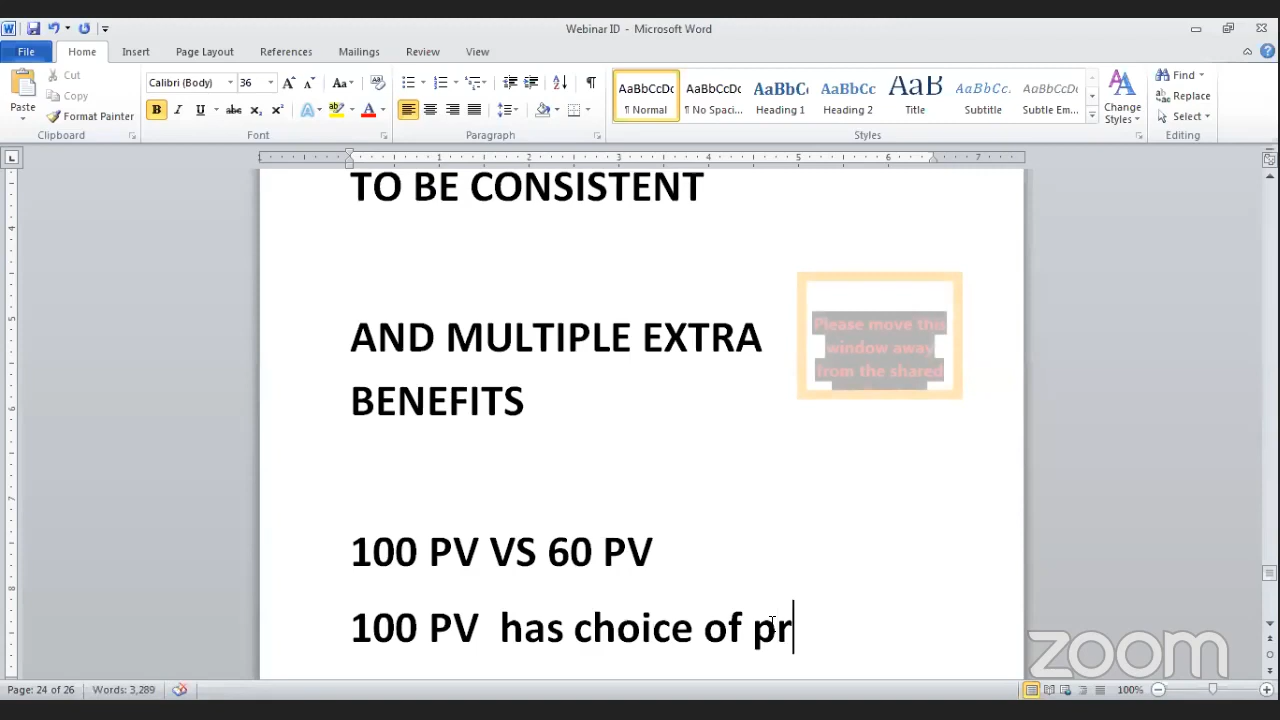 Webinar ID - Microsoft Word
File Home Insert Page Layout References Mailings Review View
Paste
Cut
Copy
Format Painter
Clipboard
Calibri (Body) 36
Font
Paragraph
AaBbCcDc AaBbCcDc AaBbC AaBbCc AaB AaBbCc. AaBbCcDc
¶ Normal ¶ No Spaci... Heading 1 Heading 2 Title Subtitle Subtle Em...
Change Styles
Styles
Find
Replace
Select
Editing
TO BE CONSISTENT
AND MULTIPLE EXTRA
BENEFITS
Please move this
window away
from the shared
100 PV VS 60 PV
100 PV has choice of pr
zoom
Page: 24 of 26 Words: 3,289 100%